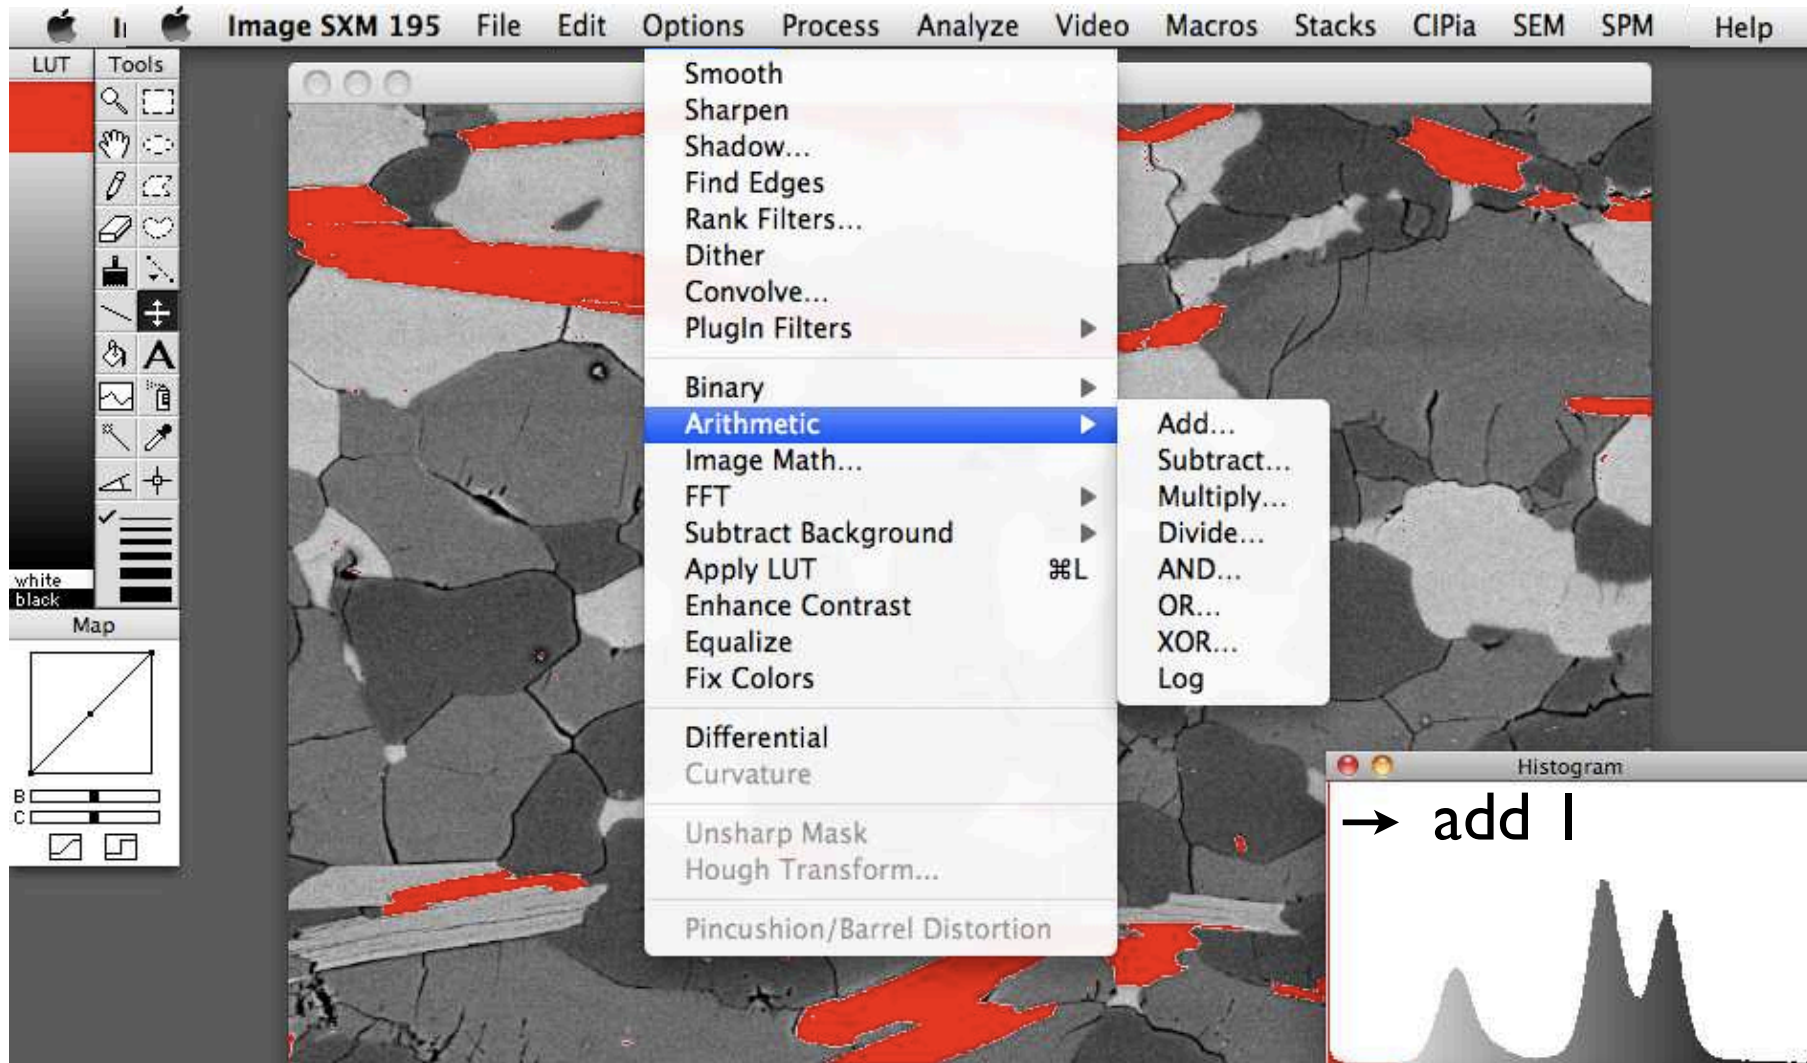 Image SXM 195 File Edit Options Process Analyze Video Macros Stacks CIPia SEM SPM Help
LUT
Tools
white
black
Map
B
C
Smooth
Sharpen
Shadow...
Find Edges
Rank Filters...
Dither
Convolve...
PlugIn Filters
Binary
Arithmetic
Image Math...
FFT
Subtract Background
Apply LUT ⌘L
Enhance Contrast
Equalize
Fix Colors
Differential
Curvature
Unsharp Mask
Hough Transform...
Pincushion/Barrel Distortion
Add...
Subtract...
Multiply...
Divide...
AND...
OR...
XOR...
Log
Histogram
→ add 1